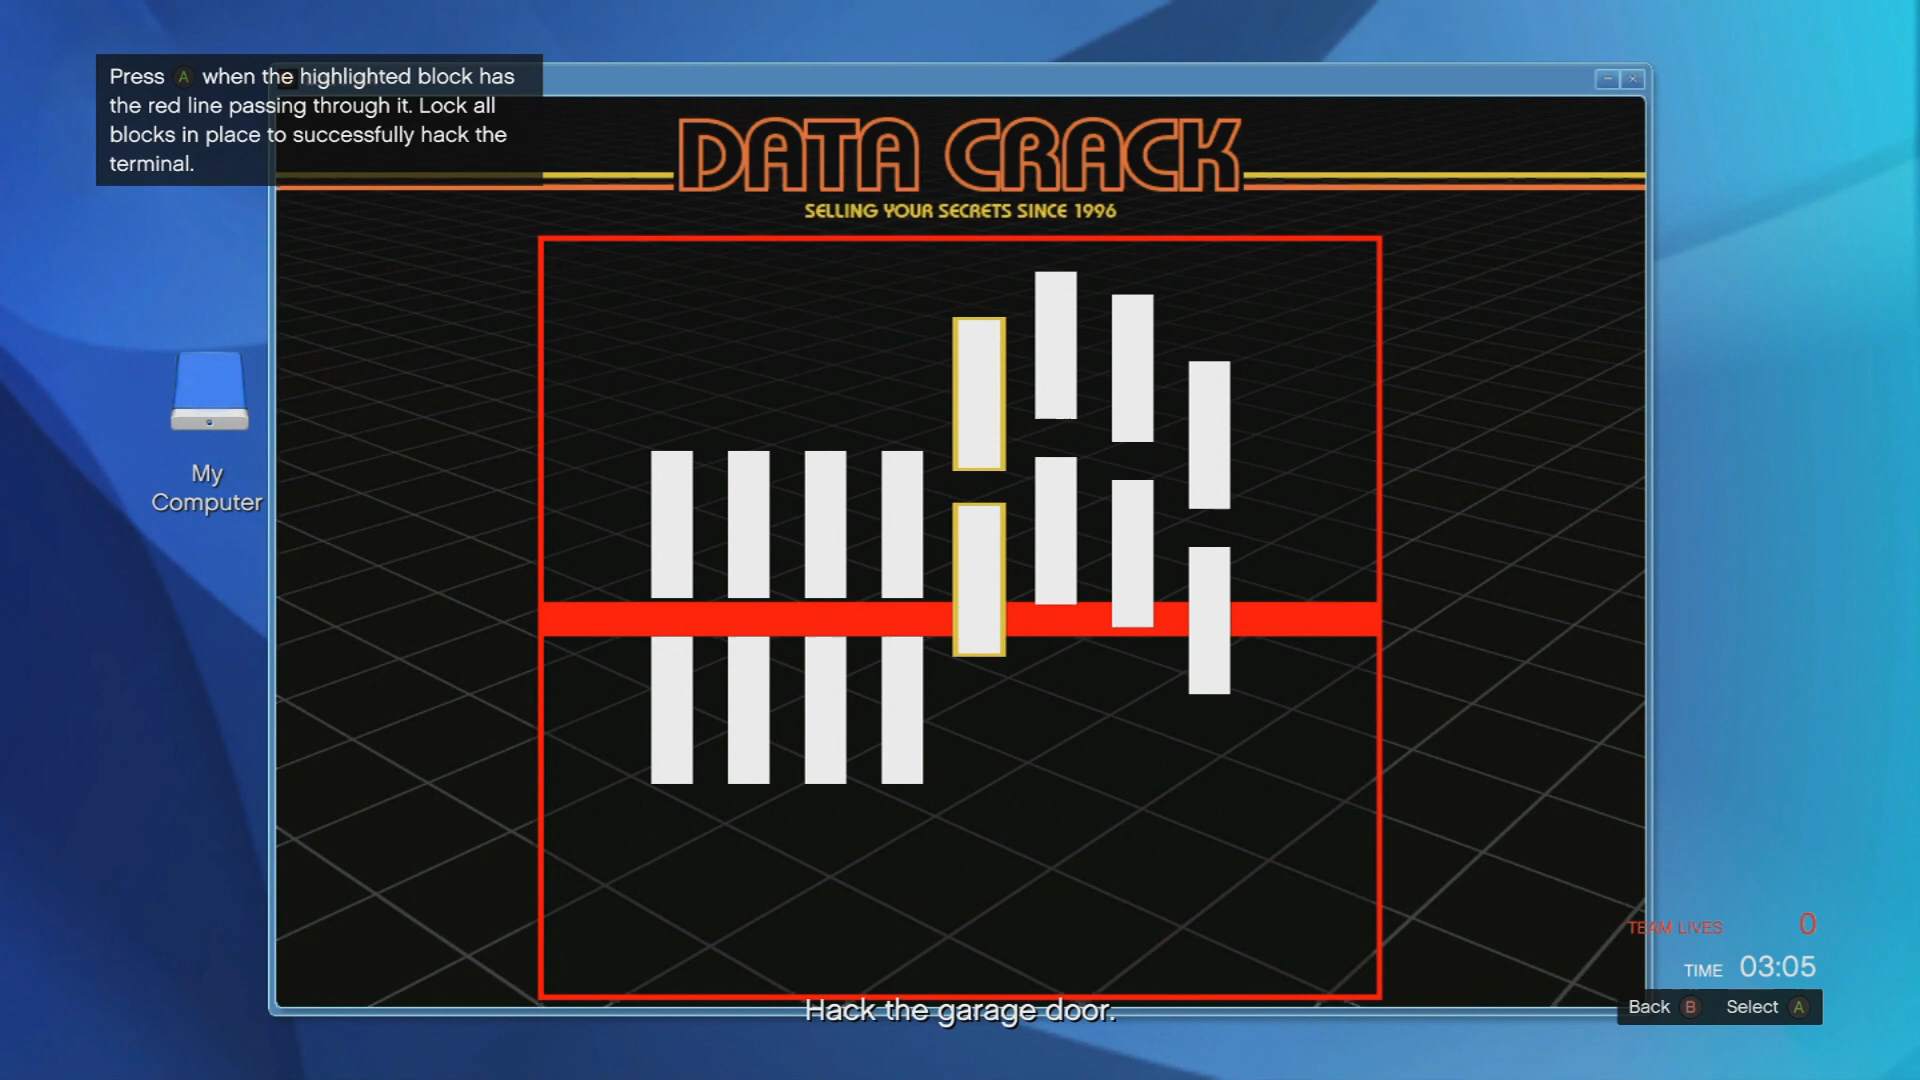 Press A when the highlighted block has
the red line passing through it. Lock all
blocks in place to successfully hack the
terminal.
DATA CRACK
SELLING YOUR SECRETS SINCE 1996
My
Computer
TEAM LIVES 0
TIME 03:05
Hack the garage door.
Back B Select A